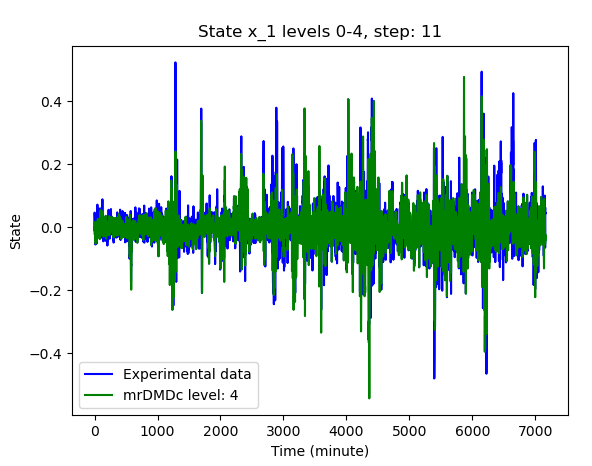 State x_1 levels 0-4, step: 11
State
0.4
0.2
0.0
−0.2
−0.4
Experimental data
mrDMDc level: 4
0 1000 2000 3000 4000 5000 6000 7000
Time (minute)